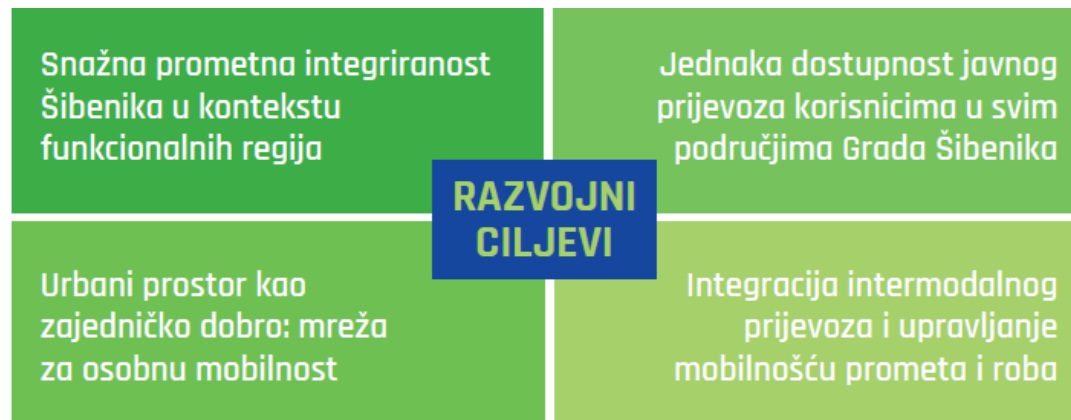 Snažna prometna integriranost
Šibenika u kontekstu
funkcionalnih regija
Jednaka dostupnost javnog
prijevoza korisnicima u svim
područjima Grada Šibenika
RAZVOJNI
CILJEVI
Urbani prostor kao
zajedničko dobro: mreža
za osobnu mobilnost
Integracija intermodalnog
prijevoza i upravljanje
mobilnošću prometa i roba